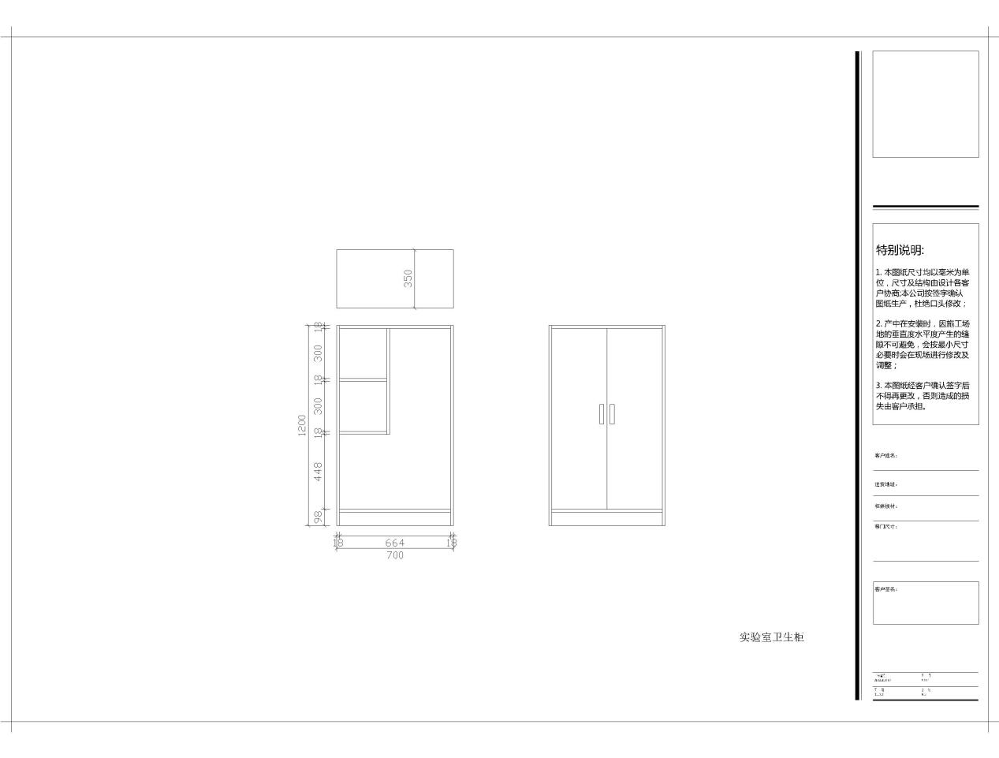 350
18
300
18
300
18
448
98
1200
18
664
18
700
实验室卫生柜
特别说明:
1. 本图纸尺寸均以毫米为单
位，尺寸及结构由设计各客
户协商;本公司按签字确认
图纸生产，杜绝口头修改；
2. 产中在安装时，因施工场
地的垂直度水平度产生的缝
隙不可避免，会按最小尺寸
必要时会在现场进行修改及
调整；
3. 本图纸经客户确认签字后
不得再更改，否则造成的损
失由客户承担。
客户姓名：
送货地址：
柜体板材：
移门尺寸：
客户签名：